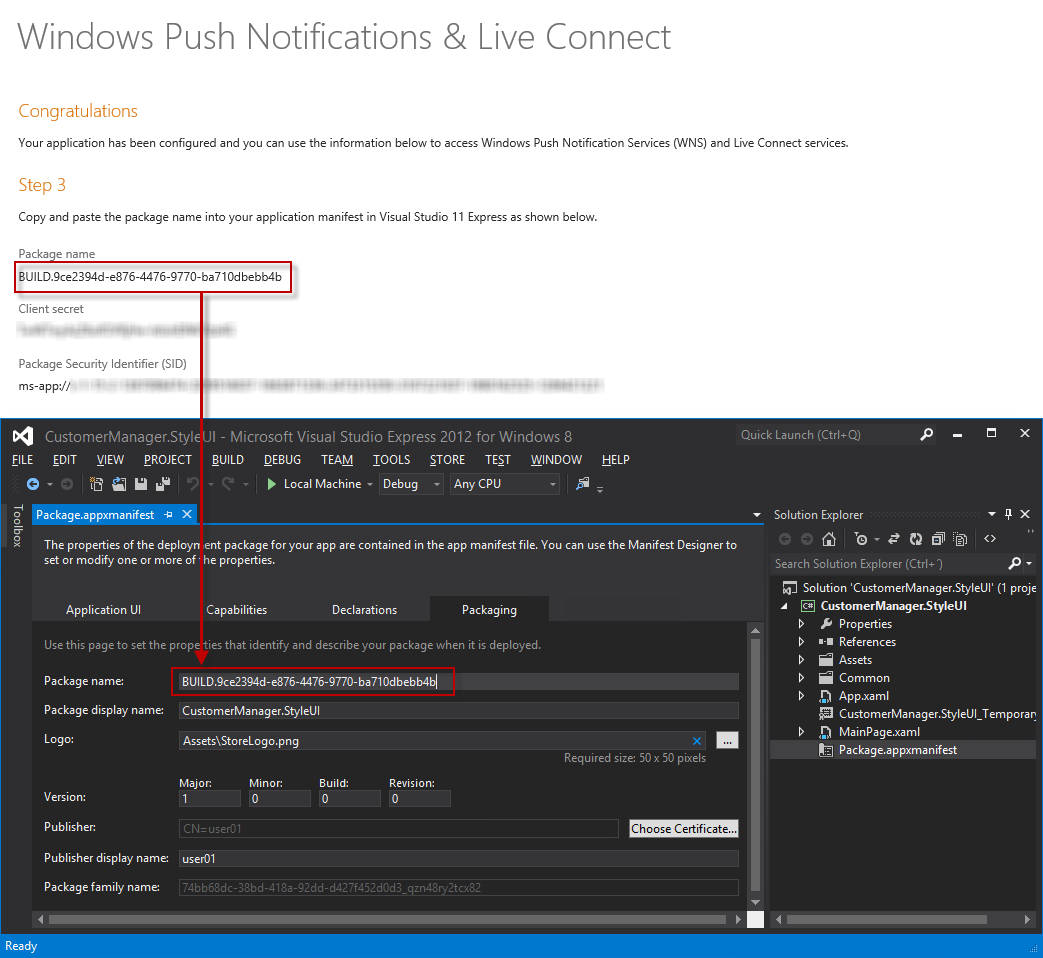 Windows Push Notifications & Live Connect
Congratulations
Your application has been configured and you can use the information below to access Windows Push Notification Services (WNS) and Live Connect services.
Step 3
Copy and paste the package name into your application manifest in Visual Studio 11 Express as shown below.
Package name
BUILD.9ce2394d-e876-4476-9770-ba710dbebb4b
Client secret
Package Security Identifier (SID)
ms-app://
CustomerManager.StyleUI - Microsoft Visual Studio Express 2012 for Windows 8
Quick Launch (Ctrl+Q)
FILE EDIT VIEW PROJECT BUILD DEBUG TEAM TOOLS STORE TEST WINDOW HELP
Local Machine Debug Any CPU
Toolbox
Package.appxmanifest
The properties of the deployment package for your app are contained in the app manifest file. You can use the Manifest Designer to
set or modify one or more of the properties.
Application UI Capabilities Declarations Packaging
Use this page to set the properties that identify and describe your package when it is deployed.
Package name: BUILD.9ce2394d-e876-4476-9770-ba710dbebb4b
Package display name: CustomerManager.StyleUI
Logo: Assets\StoreLogo.png ...
Required size: 50 x 50 pixels
Major: Minor: Build: Revision:
Version: 1 0 0 0
Publisher: CN=user01 Choose Certificate...
Publisher display name: user01
Package family name: 74bb68dc-38bd-418a-92dd-d427f452d0d3_qzn48ry2tcx82
Solution Explorer
Search Solution Explorer (Ctrl+´)
Solution 'CustomerManager.StyleUI' (1 proje
C# CustomerManager.StyleUI
Properties
References
Assets
Common
App.xaml
CustomerManager.StyleUI_Temporary
MainPage.xaml
Package.appxmanifest
Ready